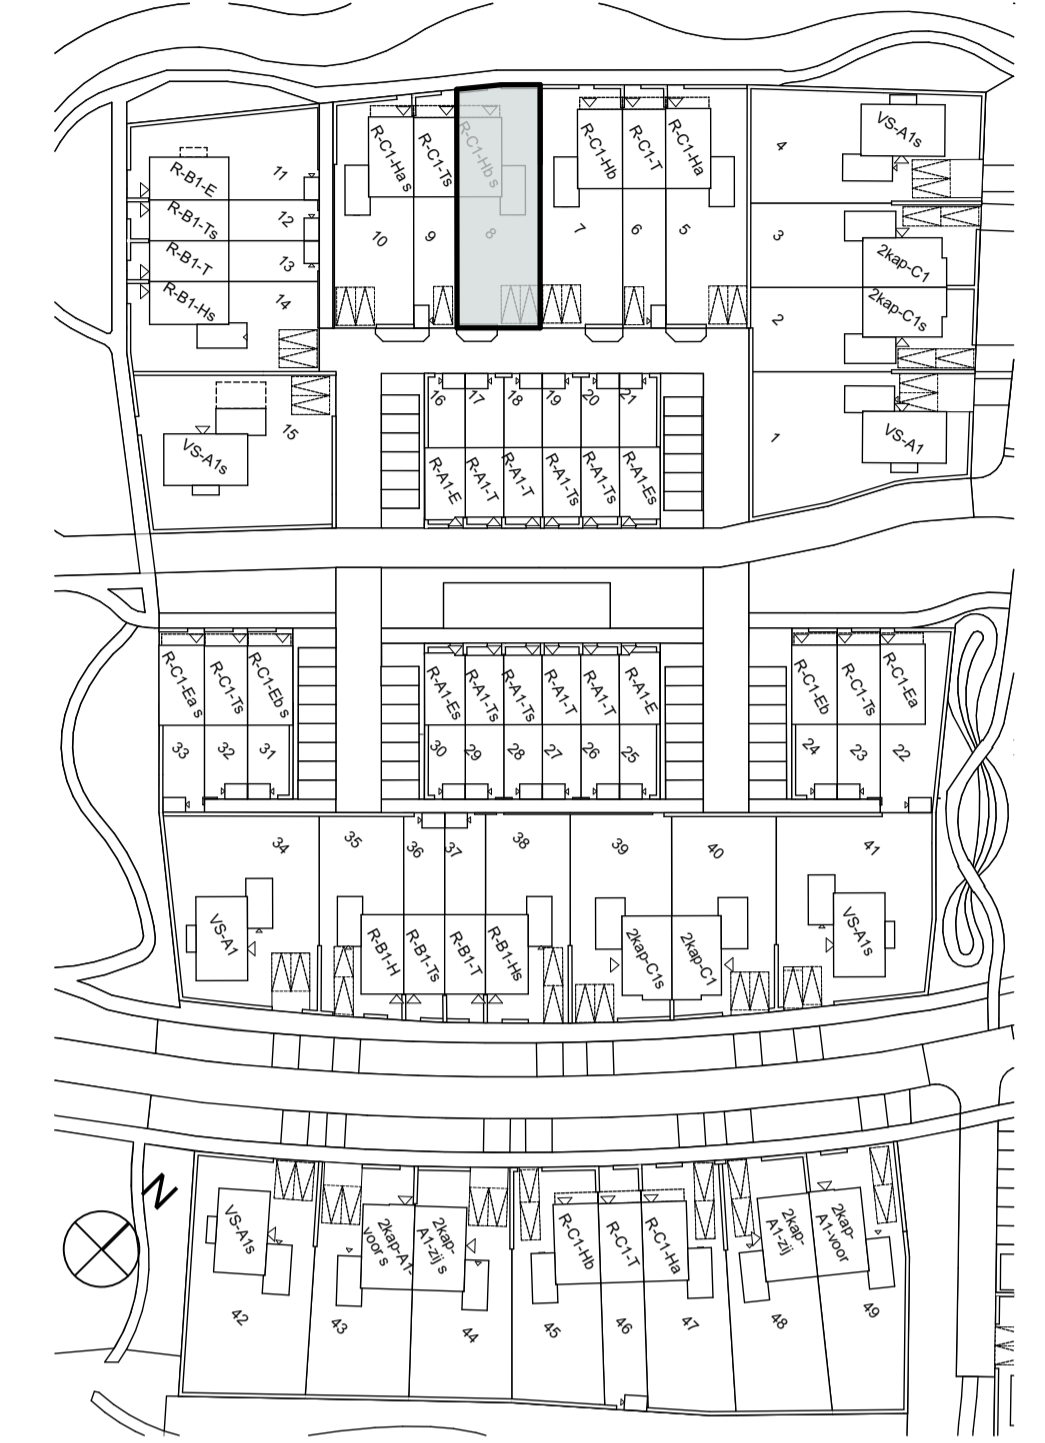 R-C1-Ha s
R-C1-Ts
R-C1-Hb s
10
9
8
R-C1-Hb
R-C1-T
R-C1-Ha
7
6
5
VS-A1s
4
3
2kap-C1
2kap-C1s
2
VS-A1
1
R-B1-E
11
R-B1-Ts
12
R-B1-T
13
R-B1-Hs
14
VS-A1s
15
16
17
18
19
20
21
R-A1-E
R-A1-T
R-A1-T
R-A1-Ts
R-A1-Ts
R-A1-Es
R-C1-Ea s
R-C1-Ts
R-C1-Eb s
33
32
31
R-A1-Es
R-A1-Ts
R-A1-Ts
R-A1-T
R-A1-T
R-A1-E
30
29
28
27
26
25
R-C1-Eb
R-C1-Ts
R-C1-Ea
24
23
22
34
35
36
37
38
39
40
41
VS-A1
R-B1-H
R-B1-Ts
R-B1-T
R-B1-Hs
2kap-C1s
2kap-C1
VS-A1s
N
VS-A1s
2kap-A1-
voor s
2kap-
A1-zij s
R-C1-Hb
R-C1-T
R-C1-Ha
2kap-
A1-zij
2kap-
A1-voor
42
43
44
45
46
47
48
49